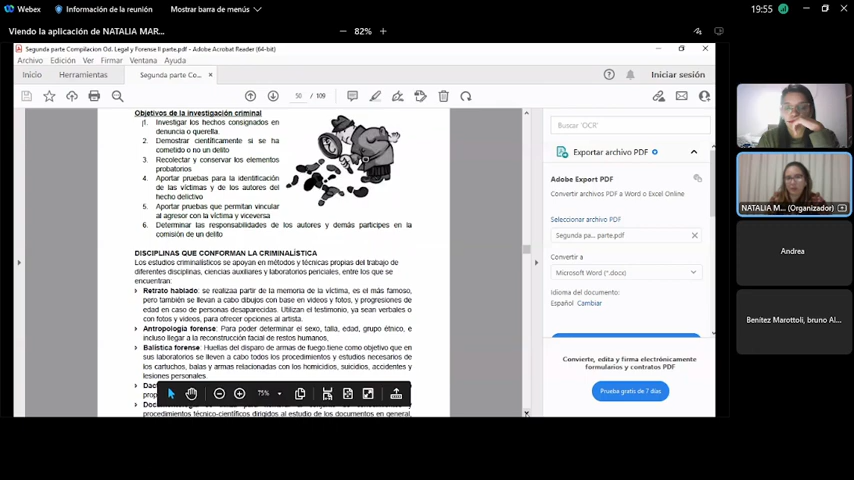 Webex
Información de la reunión
Mostrar barra de menús
19:55
Viendo la aplicación de NATALIA MAR...
82%
Segunda parte Compilacion Od. Legal y Forense II parte.pdf - Adobe Acrobat Reader (64-bit)
Archivo Edición Ver Firmar Ventana Ayuda
Inicio Herramientas Segunda parte Co... Iniciar sesión
50 / 109
Objetivos de la investigación criminal
1. Investigar los hechos consignados en
denuncia o querella.
2. Demostrar científicamente si se ha
cometido o no un delito
3. Recolectar y conservar los elementos
probatorios
4. Aportar pruebas para la identificación
de las víctimas y de los autores del
hecho delictivo
5. Aportar pruebas que permitan vincular
al agresor con la víctima y viceversa
6. Determinar las responsabilidades de los autores y demás partícipes en la
comisión de un delito
DISCIPLINAS QUE CONFORMAN LA CRIMINALÍSTICA
Los estudios criminalísticos se apoyan en métodos y técnicas propias del trabajo de
diferentes disciplinas, ciencias auxiliares y laboratorios periciales, entre los que se
encuentran:
Retrato hablado: se realizaa partir de la memoria de la víctima, es el más famoso,
pero también se llevan a cabo dibujos con base en videos y fotos, y progresiones de
edad en caso de personas desaparecidas. Utilizan el testimonio, ya sean verbales o
con fotos y videos, para ofrecer opciones al artista.
Antropología forense: Para poder determinar el sexo, talla, edad, grupo étnico, e
incluso llegar a la reconstrucción facial de restos humanos,
Balística forense: Huellas del disparo de armas de fuego.tiene como objetivo que en
sus laboratorios se lleven a cabo todos los procedimientos y estudios necesarios de
los cartuchos, balas y armas relacionadas con los homicidios, suicidios, accidentes y
lesiones personales.
75%
procedimientos técnico-científicos dirigidos al estudio de los documentos en general,
Buscar 'OCR'
Exportar archivo PDF
Adobe Export PDF
Convertir archivos PDF a Word o Excel Online
Seleccionar archivo PDF
Segunda pa... parte.pdf
Convertir a
Microsoft Word (*.docx)
Idioma del documento:
Español Cambiar
Convierte, edita y firma electrónicamente
formularios y contratos PDF
Prueba gratis de 7 días
NATALIA M... (Organizador)
Andrea
Benítez Marottoli, bruno Al...